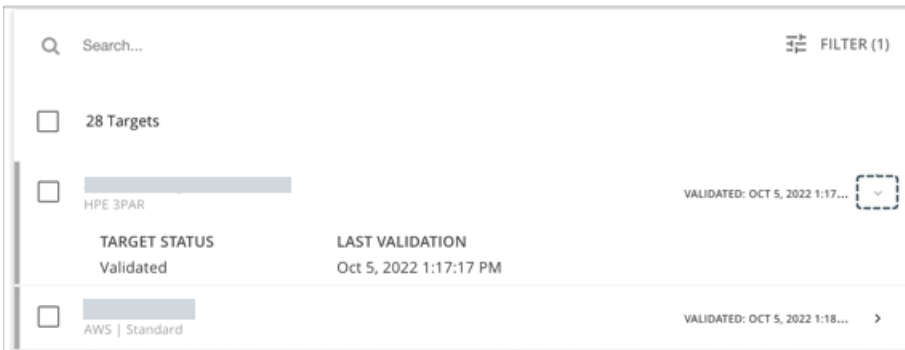 Search...
FILTER (1)
28 Targets
VALIDATED: OCT 5, 2022 1:17...
HPE 3PAR
TARGET STATUS
LAST VALIDATION
Validated
Oct 5, 2022 1:17:17 PM
VALIDATED: OCT 5, 2022 1:18...
AWS | Standard